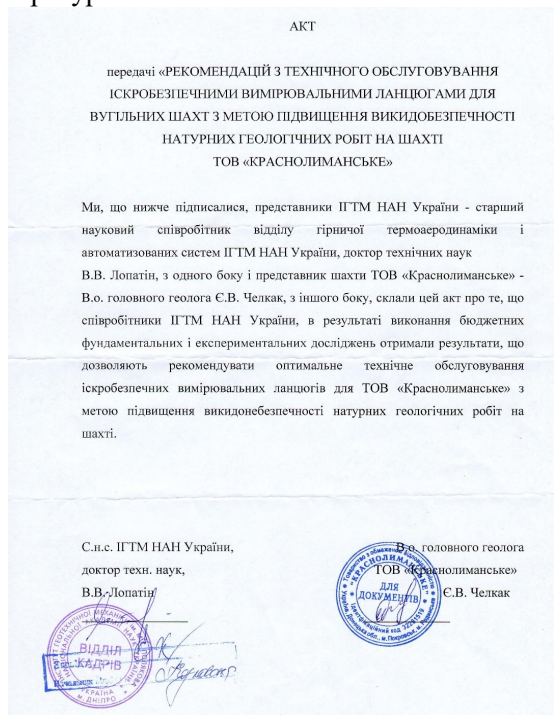 АКТ
передачі «РЕКОМЕНДАЦІЙ З ТЕХНІЧНОГО ОБСЛУГОВУВАННЯ
ІСКРОБЕЗПЕЧНИМИ ВИМІРЮВАЛЬНИМИ ЛАНЦЮГАМИ ДЛЯ
ВУГІЛЬНИХ ШАХТ З МЕТОЮ ПІДВИЩЕННЯ ВИКИДОБЕЗПЕЧНОСТІ
НАТУРНИХ ГЕОЛОГІЧНИХ РОБІТ НА ШАХТІ
ТОВ «КРАСНОЛИМАНСЬКЕ»
Ми, що нижче підписалися, представники ІГТМ НАН України - старший
науковий співробітник відділу гірничої термоаеродинаміки і
автоматизованих систем ІГТМ НАН України, доктор технічних наук
В.В. Лопатін, з одного боку і представник шахти ТОВ «Краснолиманське» -
В.о. головного геолога Є.В. Челкак, з іншого боку, склали цей акт про те, що
співробітники ІГТМ НАН України, в результаті виконання бюджетних
фундаментальних і експериментальних досліджень отримали результати, що
дозволяють рекомендувати оптимальне технічне обслуговування
іскробезпечних вимірювальних ланцюгів для ТОВ «Краснолиманське» з
метою підвищення викидонебезпечності натурних геологічних робіт на
шахті.
С.н.с. ІГТМ НАН України,
доктор техн. наук,
В.В. Лопатін
В.о. головного геолога
ТОВ «Краснолиманське»
Є.В. Челкак
"КРАСНОЛИМАНСЬКЕ"
ДЛЯ
ДОКУМЕНТІВ
Ідентифікаційний код
ВІДДІЛ
КАДРІВ
УКРАЇНА
М. ДНІПРО